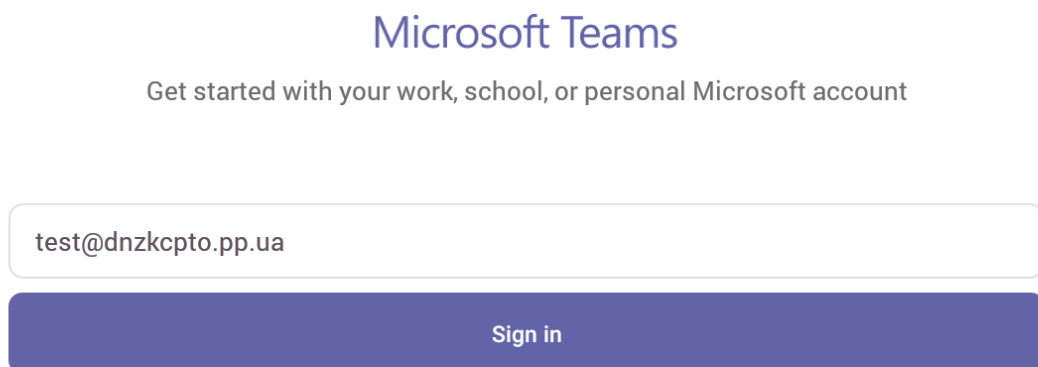 Microsoft Teams
Get started with your work, school, or personal Microsoft account
test@dnzkcpto.pp.ua
Sign in